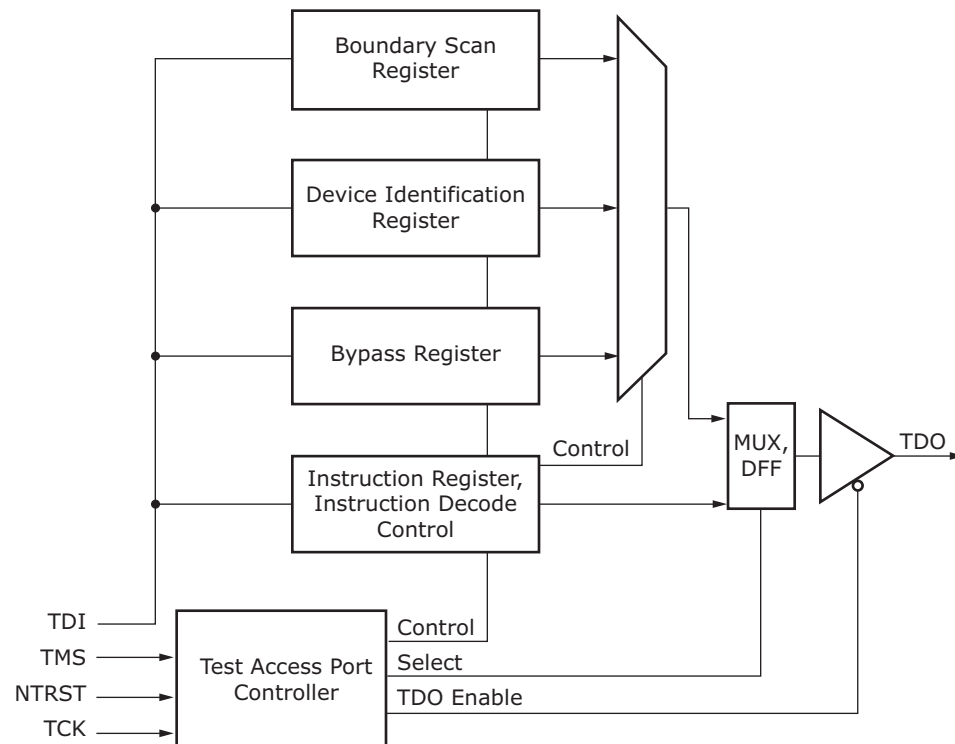 Boundary Scan
Register
Device Identification
Register
Bypass Register
Control
Instruction Register,
Instruction Decode
Control
MUX,
DFF
TDO
TDI
TMS
NTRST
TCK
Test Access Port
Controller
Control
Select
TDO Enable